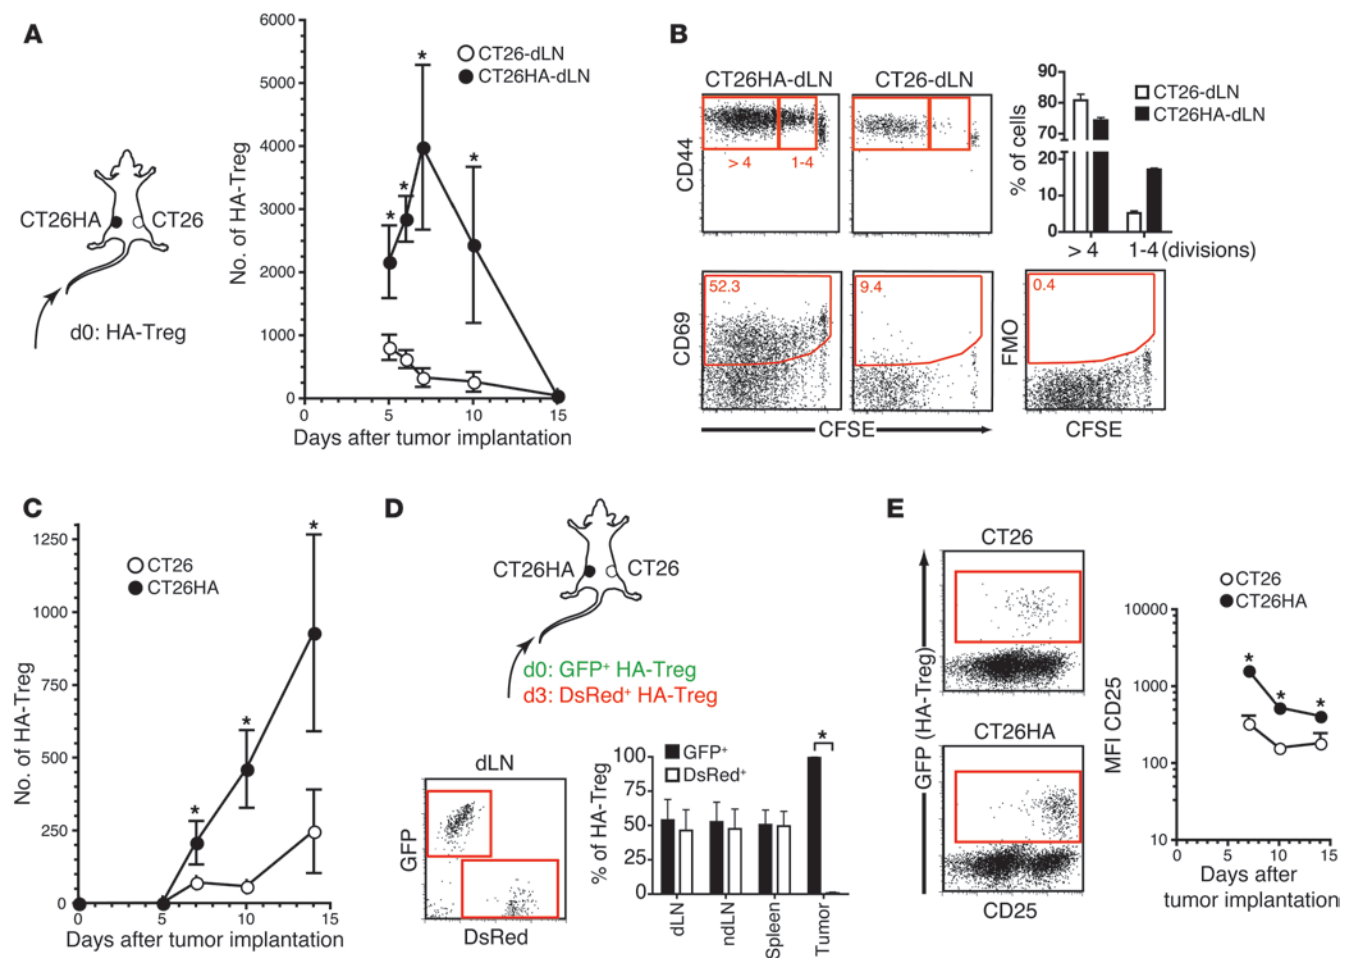 A
CT26HA
CT26
d0: HA-Treg
No. of HA-Treg
6000
5000
4000
3000
2000
1000
0
CT26-dLN
CT26HA-dLN
*
*
*
*
0
5
10
15
Days after tumor implantation
B
CT26HA-dLN
CT26-dLN
CD44
> 4
1-4
% of cells
90
80
70
20
10
0
CT26-dLN
CT26HA-dLN
> 4
1-4 (divisions)
CD69
52.3
9.4
CFSE
FMO
0.4
CFSE
C
No. of HA-Treg
1250
1000
750
500
250
0
CT26
CT26HA
*
*
*
0
5
10
15
Days after tumor implantation
D
CT26HA
CT26
d0: GFP+ HA-Treg
d3: DsRed+ HA-Treg
dLN
GFP
DsRed
% of HA-Treg
100
75
50
25
0
GFP+
DsRed+
*
dLN
ndLN
Spleen
Tumor
E
CT26
CT26HA
GFP (HA-Treg)
CD25
CT26
CT26HA
MFI CD25
10000
1000
100
10
*
*
*
0
5
10
15
Days after
tumor implantation